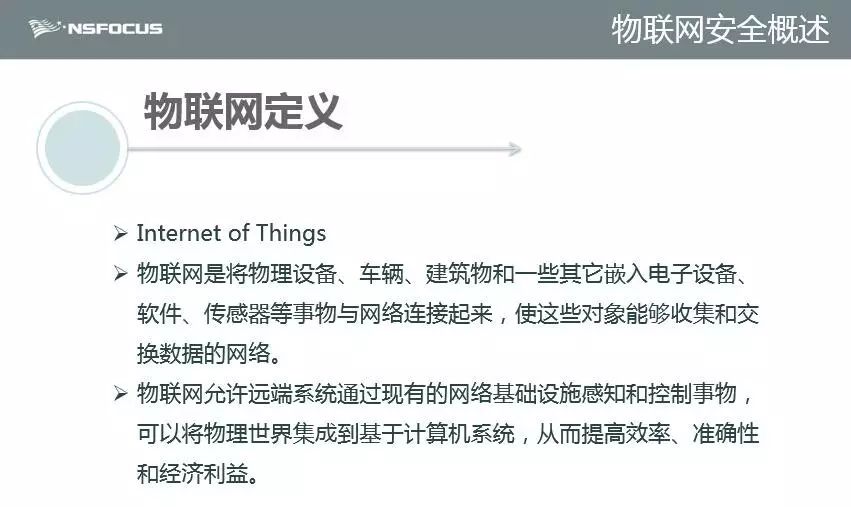 NSFOCUS
物联网安全概述
物联网定义
Internet of Things
物联网是将物理设备、车辆、建筑物和一些其它嵌入电子设备、
软件、传感器等事物与网络连接起来，使这些对象能够收集和交
换数据的网络。
物联网允许远端系统通过现有的网络基础设施感知和控制事物，
可以将物理世界集成到基于计算机系统，从而提高效率、准确性
和经济利益。